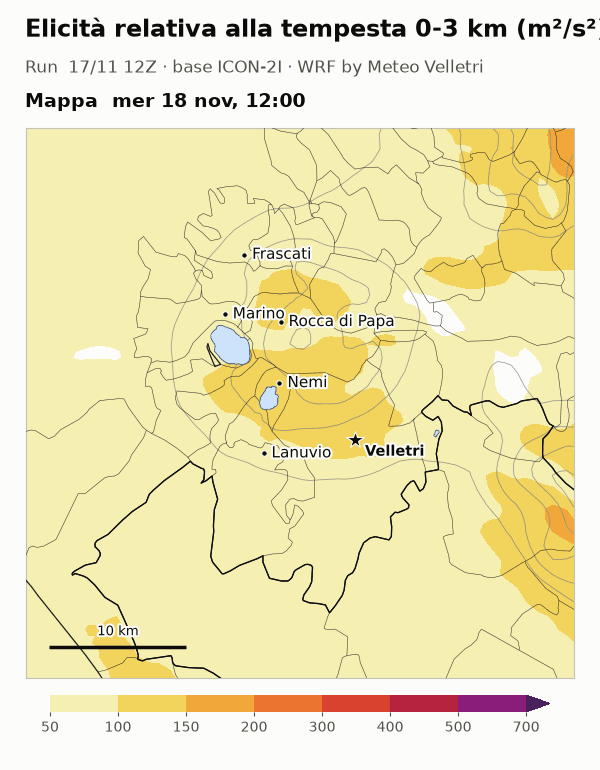 Elicità relativa alla tempesta 0-3 km (m²/s²)
Run  17/11 12Z · base ICON-2I · WRF by Meteo Velletri
Mappa  mer 18 nov, 12:00
Frascati
Marino
Rocca di Papa
Nemi
Velletri
Lanuvio
10 km
50 100 150 200 300 400 500 700